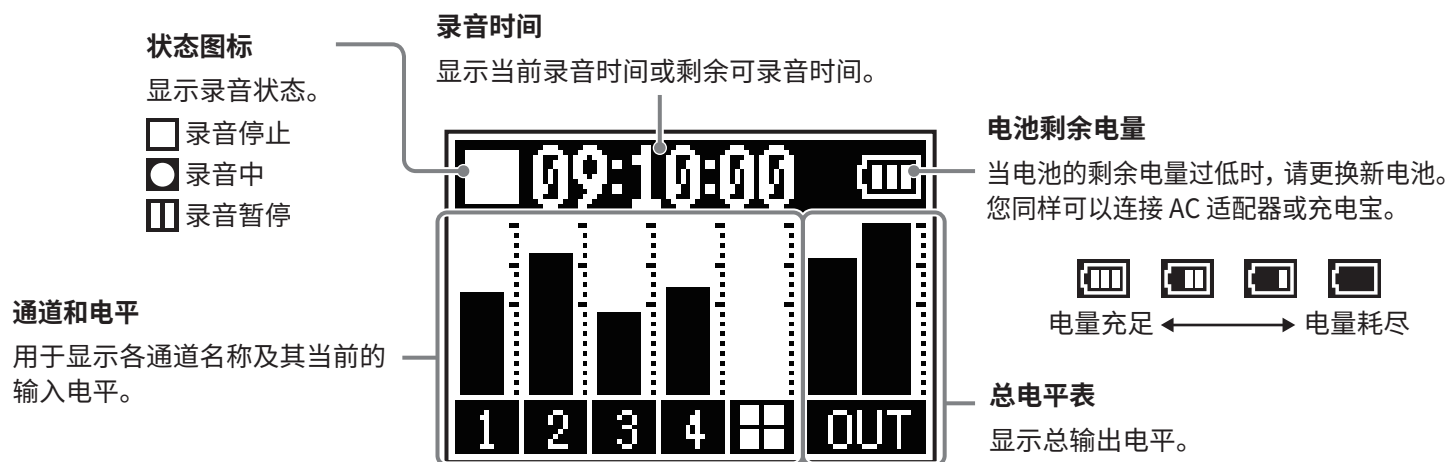 状态图标
显示录音状态。
录音停止
录音中
录音暂停
录音时间
显示当前录音时间或剩余可录音时间。
09:10:00
电池剩余电量
当电池的剩余电量过低时，请更换新电池。
您同样可以连接 AC 适配器或充电宝。
电量充足
电量耗尽
通道和电平
用于显示各通道名称及其当前的
输入电平。
1 2 3 4 OUT
总电平表
显示总输出电平。